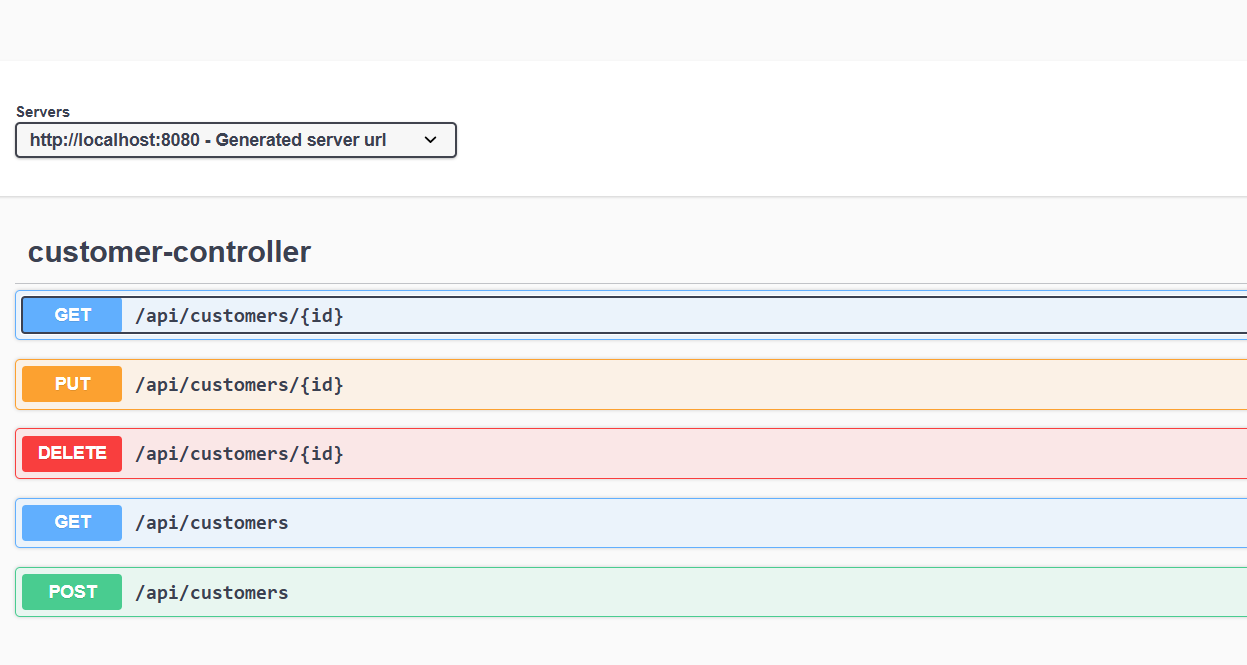 Servers
http://localhost:8080 - Generated server url
customer-controller
GET /api/customers/{id}
PUT /api/customers/{id}
DELETE /api/customers/{id}
GET /api/customers
POST /api/customers